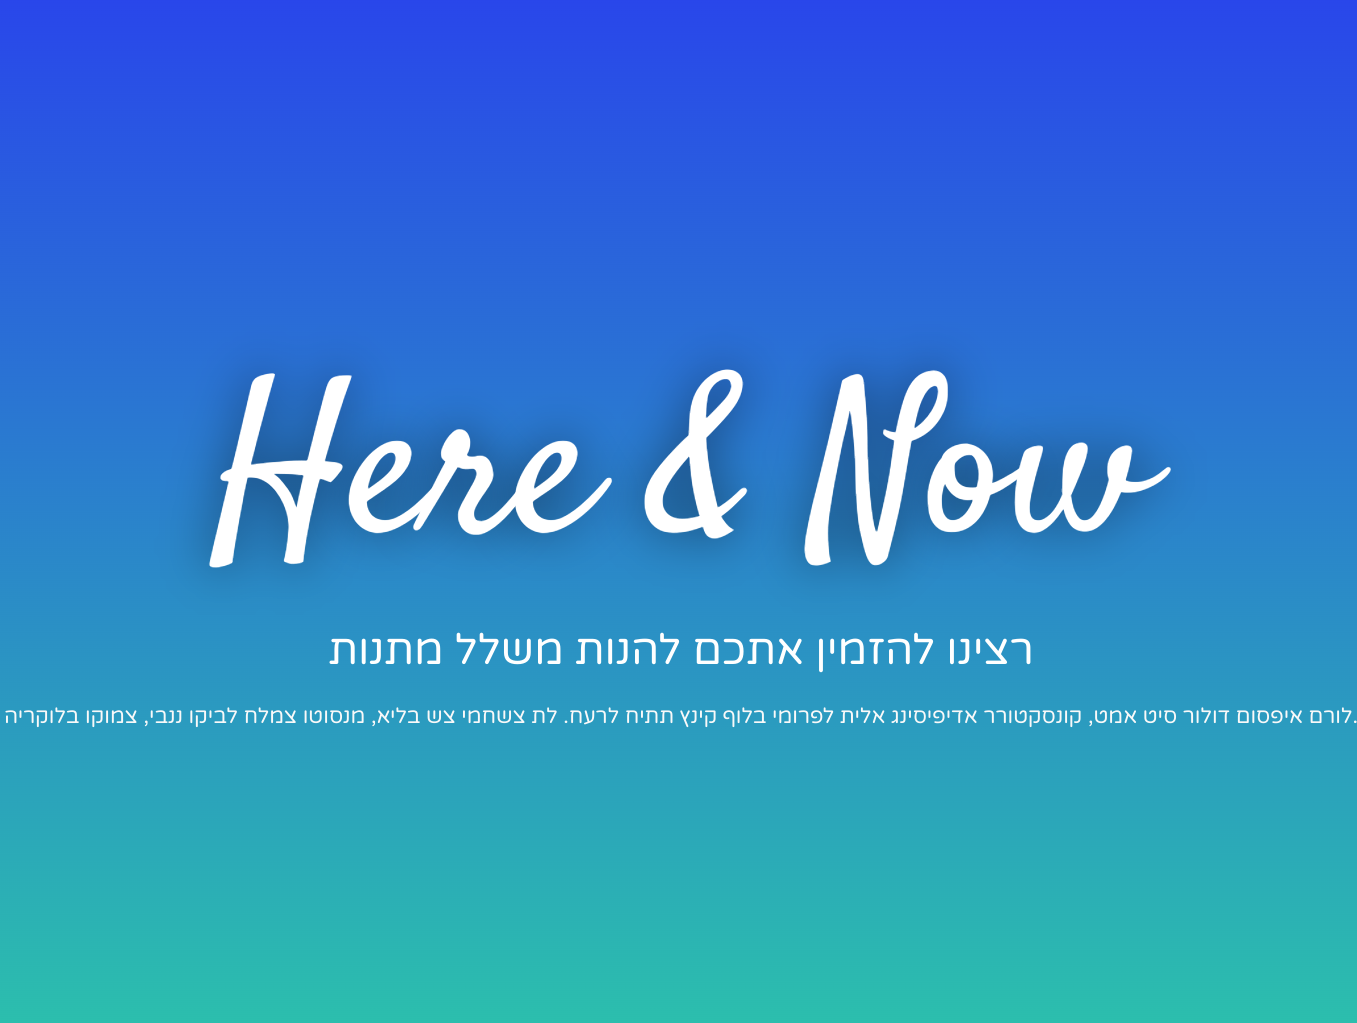 Here & Now
רצינו להזמין אתכם להנות משלל מתנות
לורם איפסום דולור סיט אמט, קונסקטורר אדיפיסינג אלית לפרומי בלוף קינץ תתיח לרעח. לת צשחמי צש בליא, מנסוטו צמלח לביקו ננבי, צמוקו בלוקריה.